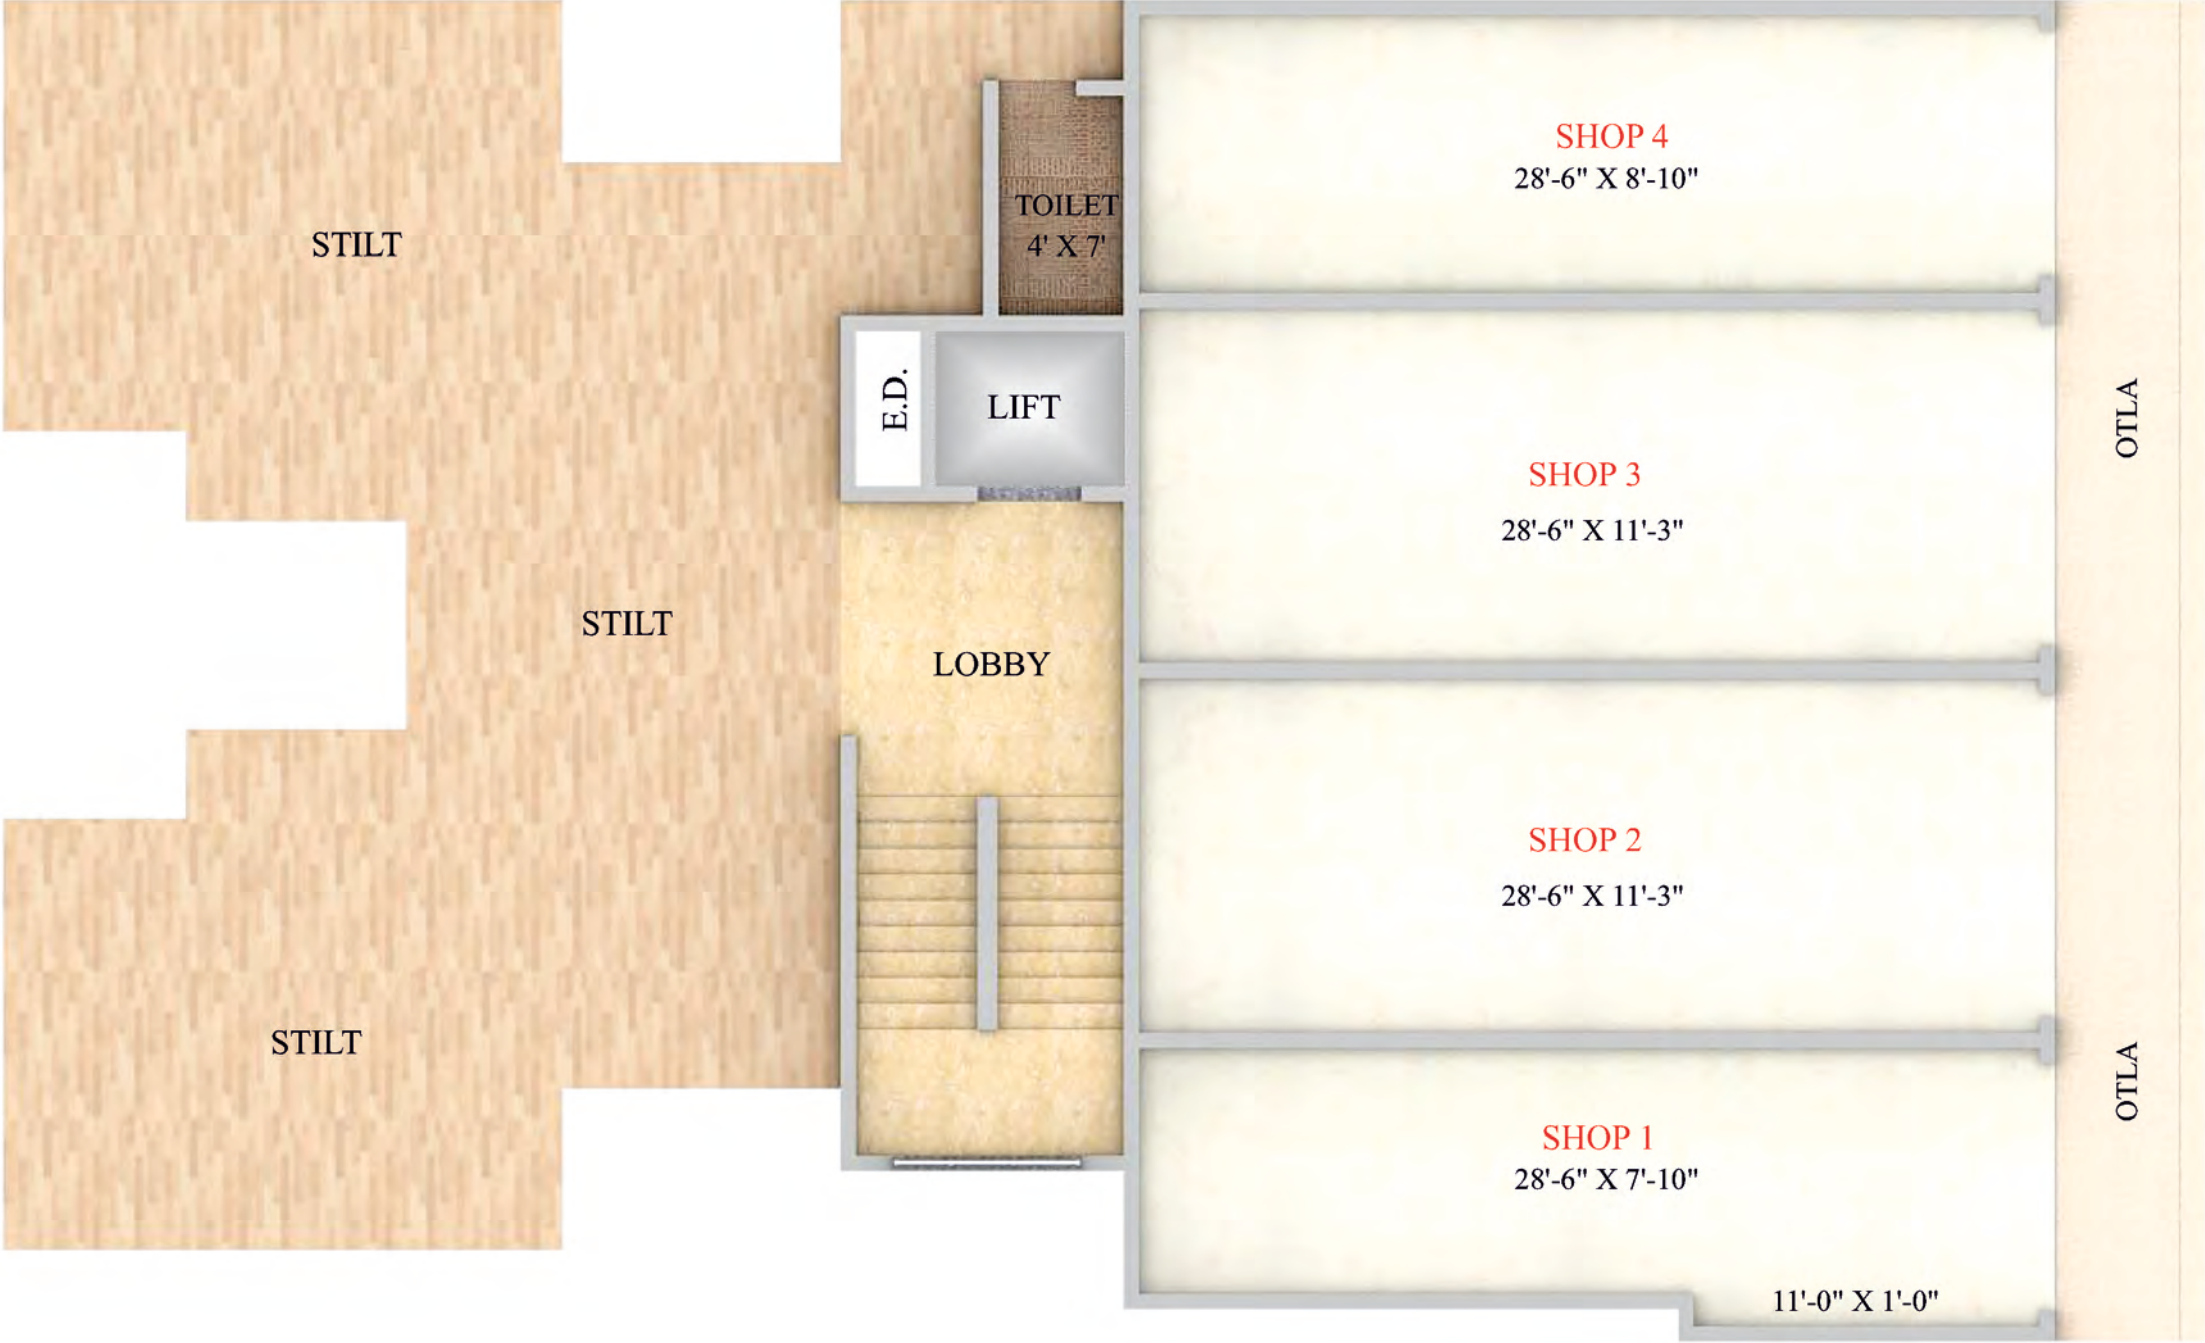 SHOP 4
28'-6" X 8'-10"
TOILET
4' X 7'
STILT
E.D.
LIFT
OTLA
SHOP 3
28'-6" X 11'-3"
STILT
LOBBY
SHOP 2
28'-6" X 11'-3"
STILT
OTLA
SHOP 1
28'-6" X 7'-10"
11'-0" X 1'-0"